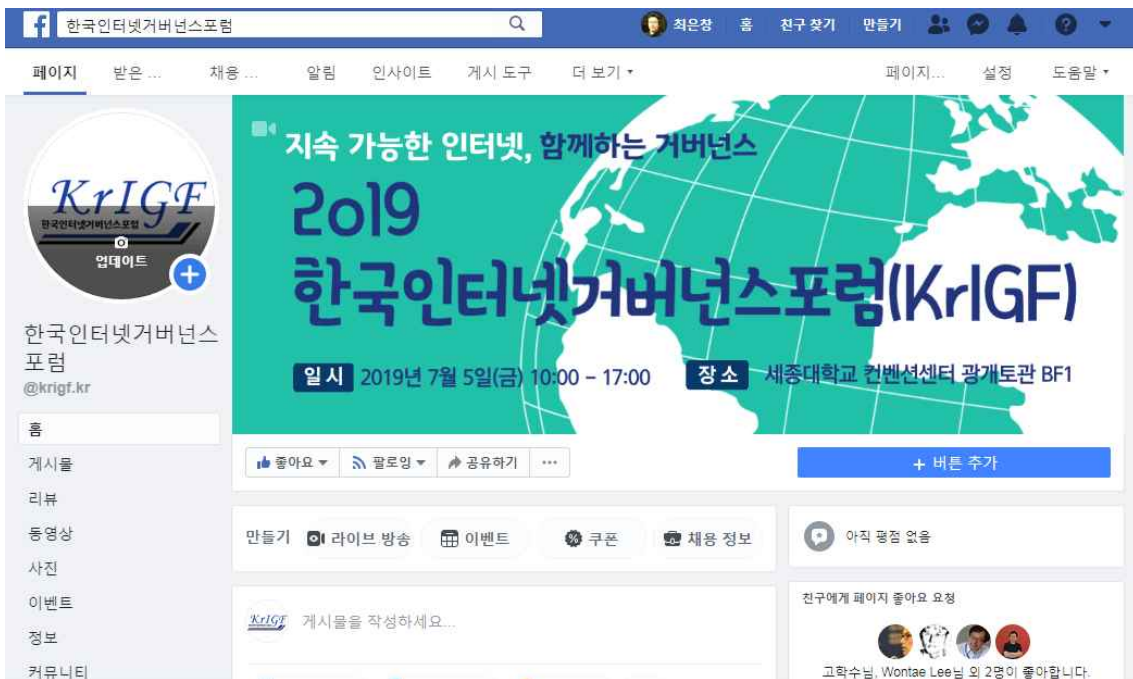 한국인터넷거버넌스포럼
최은창 홈 친구 찾기 만들기
페이지 받은 ... 채용 ... 알림 인사이트 게시 도구 더 보기 페이지... 설정 도움말
지속 가능한 인터넷, 함께하는 거버넌스
2019
한국인터넷거버넌스포럼(KrIGF)
일시 2019년 7월 5일(금) 10:00 – 17:00 장소 세종대학교 컨벤션센터 광개토관 BF1
KrIGF
한국인터넷거버넌스포럼
업데이트
한국인터넷거버넌스
포럼
@krigf.kr
홈
게시물
리뷰
동영상
사진
이벤트
정보
커뮤니티
좋아요 팔로잉 공유하기 ...
+ 버튼 추가
만들기 라이브 방송 이벤트 쿠폰 채용 정보
KrIGF 게시물을 작성하세요...
아직 평점 없음
친구에게 페이지 좋아요 요청
고학수님, Wontae Lee님 외 2명이 좋아합니다.